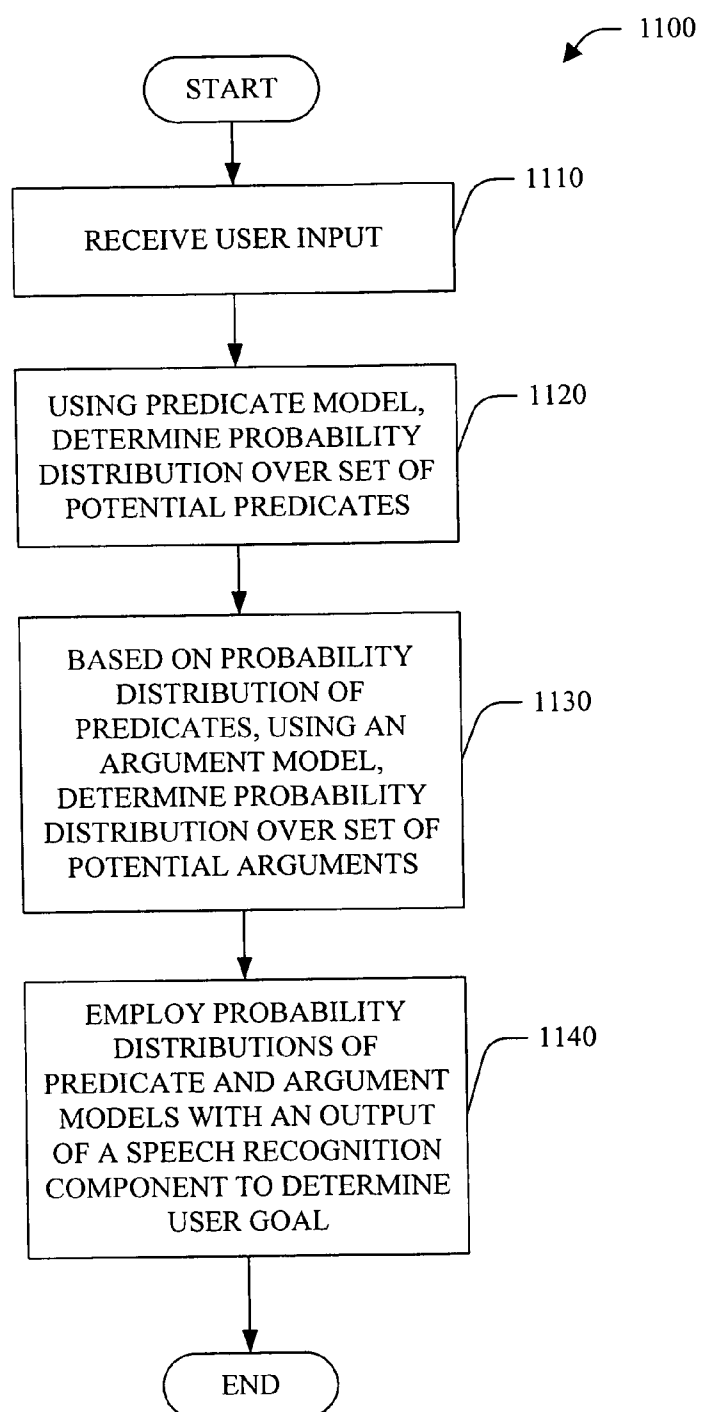 1100
START
1110
RECEIVE USER INPUT
1120
USING PREDICATE MODEL,
DETERMINE PROBABILITY
DISTRIBUTION OVER SET OF
POTENTIAL PREDICATES
1130
BASED ON PROBABILITY
DISTRIBUTION OF
PREDICATES, USING AN
ARGUMENT MODEL,
DETERMINE PROBABILITY
DISTRIBUTION OVER SET OF
POTENTIAL ARGUMENTS
1140
EMPLOY PROBABILITY
DISTRIBUTIONS OF
PREDICATE AND ARGUMENT
MODELS WITH AN OUTPUT
OF A SPEECH RECOGNITION
COMPONENT TO DETERMINE
USER GOAL
END